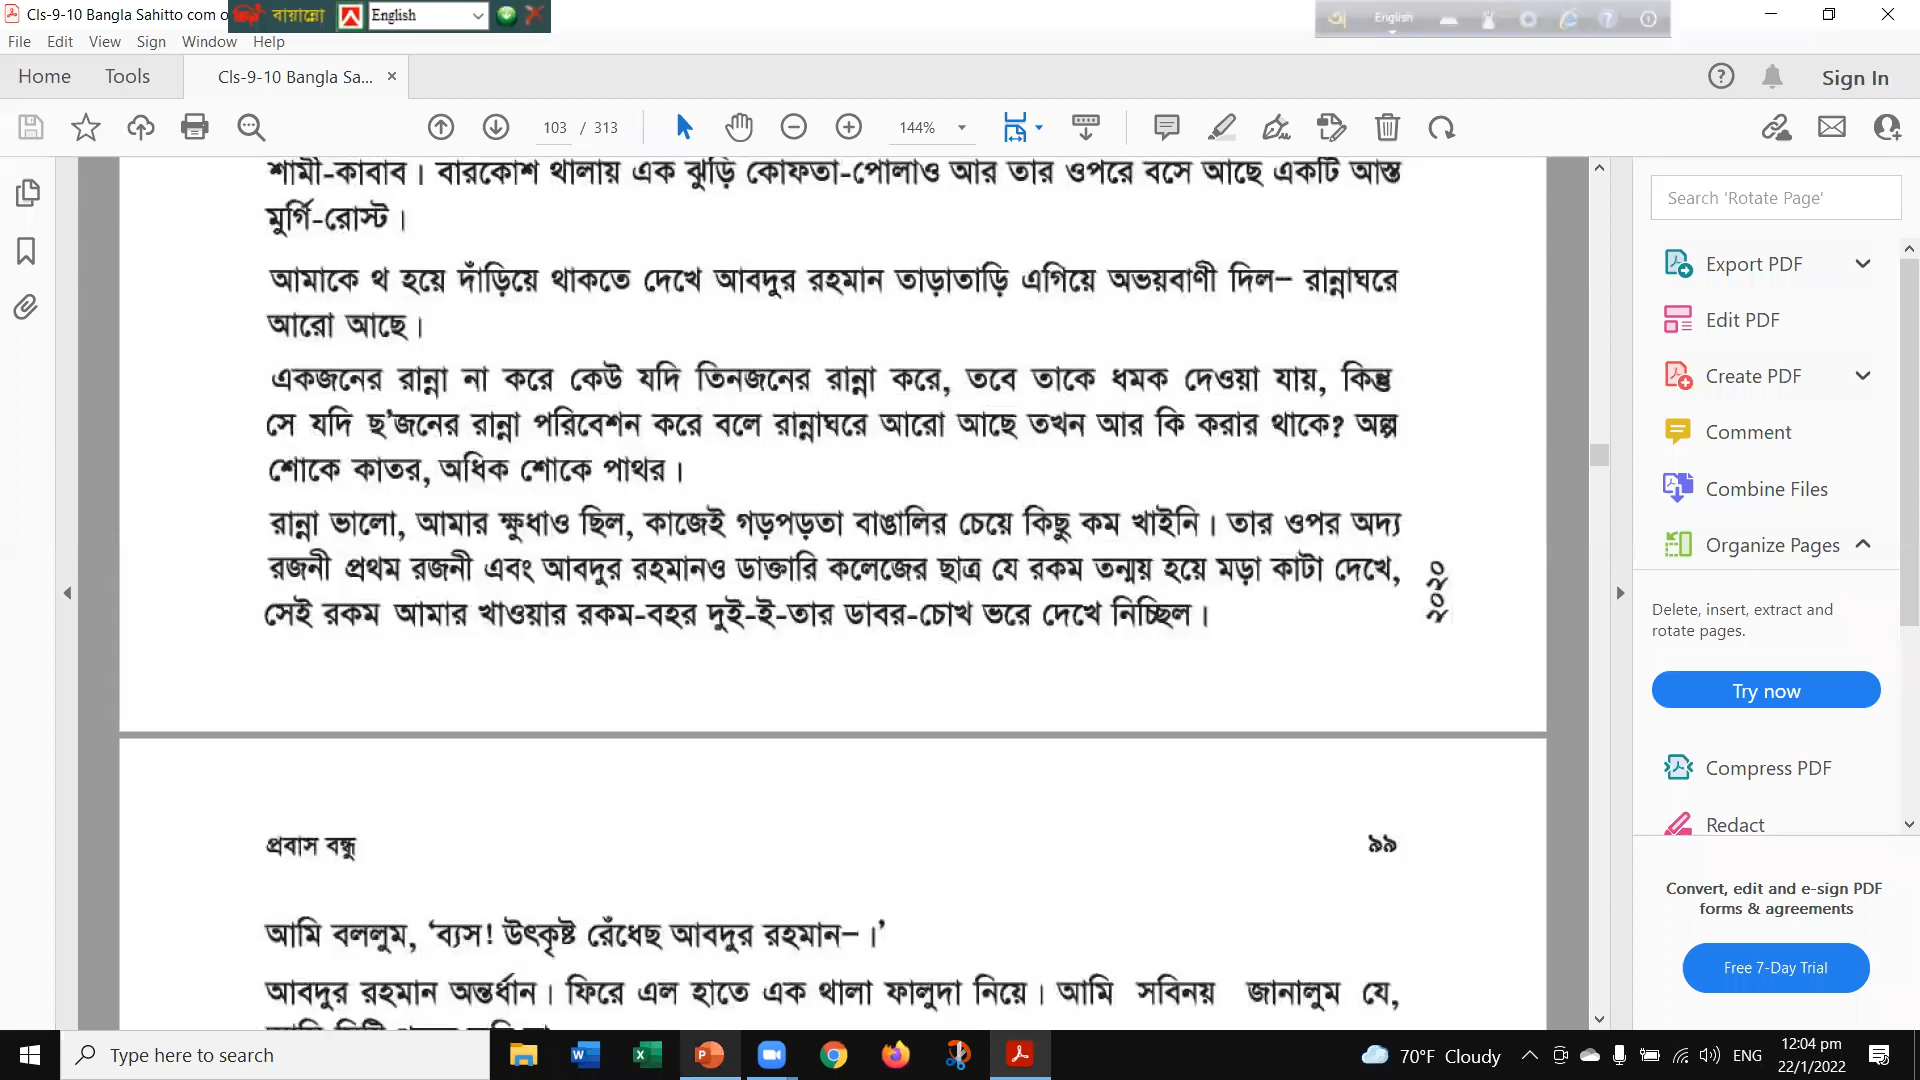 Cls-9-10 Bangla Sahitto com o
বায়ান্নো
English
English
File Edit View Sign Window Help
Home Tools Cls-9-10 Bangla Sa... × Sign In
103 / 313 144%
শামী-কাবাব। বারকোশ থালায় এক ঝুড়ি কোফতা-পোলাও আর তার ওপরে বসে আছে একটি আস্ত
মুর্গি-রোস্ট।
আমাকে থ হয়ে দাঁড়িয়ে থাকতে দেখে আবদুর রহমান তাড়াতাড়ি এগিয়ে অভয়বাণী দিল– রান্নাঘরে
আরো আছে।
একজনের রান্না না করে কেউ যদি তিনজনের রান্না করে, তবে তাকে ধমক দেওয়া যায়, কিন্তু
সে যদি ছ’জনের রান্না পরিবেশন করে বলে রান্নাঘরে আরো আছে তখন আর কি করার থাকে? অল্প
শোকে কাতর, অধিক শোকে পাথর।
রান্না ভালো, আমার ক্ষুধাও ছিল, কাজেই গড়পড়তা বাঙালির চেয়ে কিছু কম খাইনি। তার ওপর অদ্য
রজনী প্রথম রজনী এবং আবদুর রহমানও ডাক্তারি কলেজের ছাত্র যে রকম তন্ময় হয়ে মড়া কাটা দেখে,
সেই রকম আমার খাওয়ার রকম-বহর দুই-ই-তার ডাবর-চোখ ভরে দেখে নিচ্ছিল।
২০২০
প্রবাস বন্ধু ৯৯
আমি বললুম, ‘ব্যস! উৎকৃষ্ট রেঁধেছ আবদুর রহমান–।’
আবদুর রহমান অন্তর্ধান। ফিরে এল হাতে এক থালা ফালুদা নিয়ে। আমি সবিনয় জানালুম যে,
Search 'Rotate Page'
Export PDF
Edit PDF
Create PDF
Comment
Combine Files
Organize Pages
Delete, insert, extract and
rotate pages.
Try now
Compress PDF
Redact
Convert, edit and e-sign PDF
forms & agreements
Free 7-Day Trial
Type here to search
70°F Cloudy
ENG
12:04 pm
22/1/2022